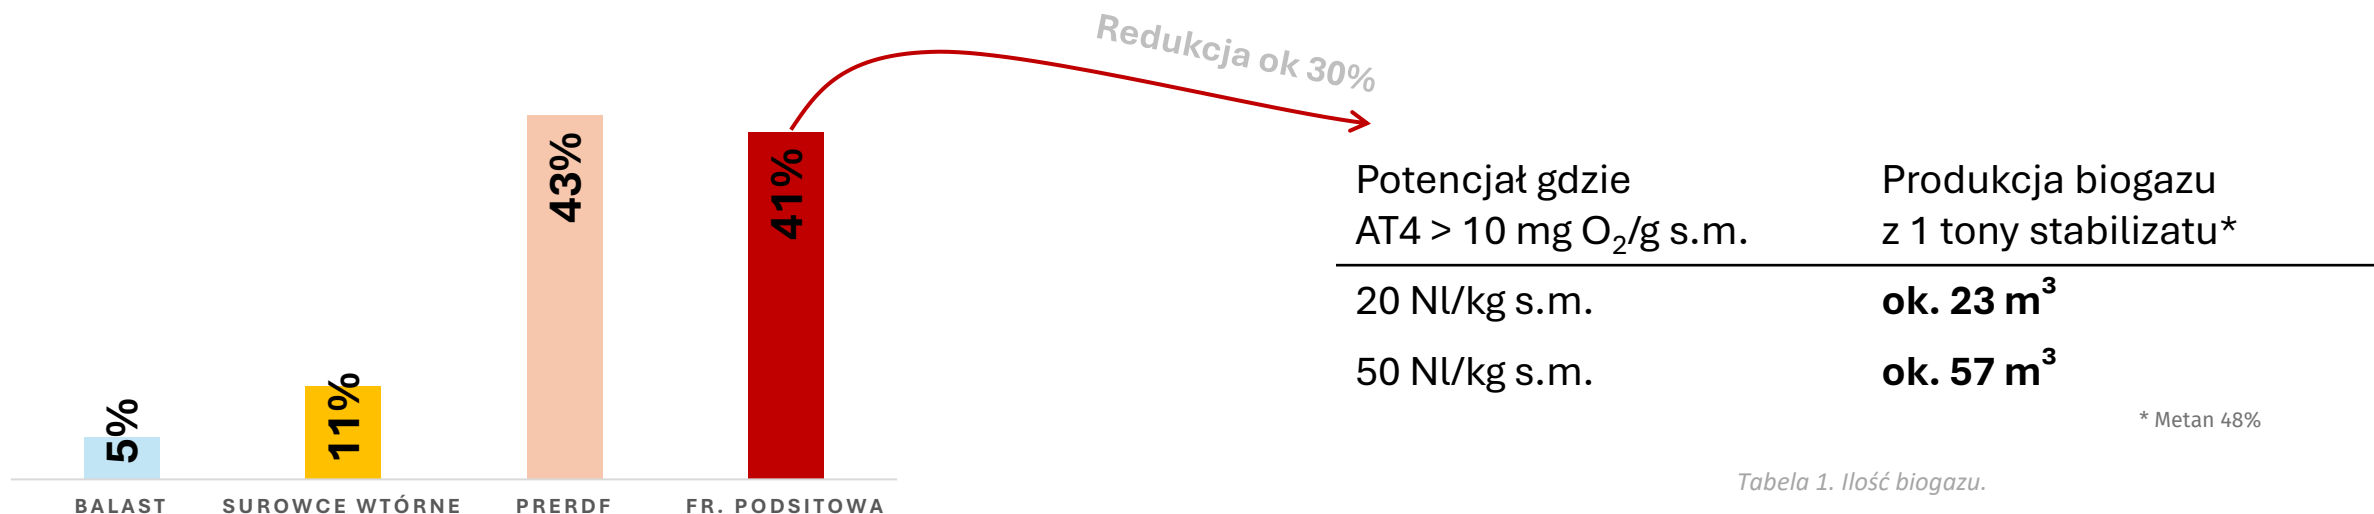 Redukcja ok 30%
5%
11%
43%
41%
BALAST
SUROWCE WTÓRNE
PRERDF
FR. PODSITOWA
Potencjał gdzie
AT4 > 10 mg O₂/g s.m.
Produkcja biogazu
z 1 tony stabilizatu*
20 Nl/kg s.m.
ok. 23 m³
50 Nl/kg s.m.
ok. 57 m³
* Metan 48%
Tabela 1. Ilość biogazu.